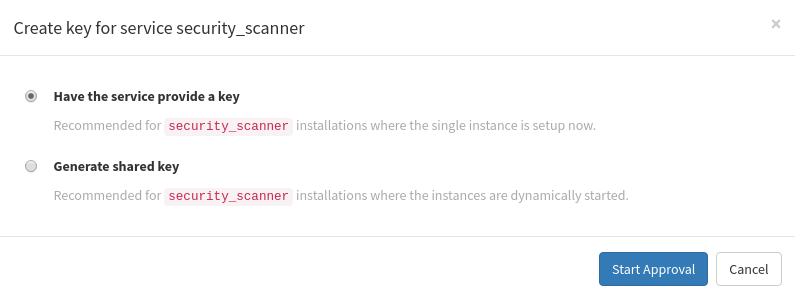 Create key for service security_scanner
×
Have the service provide a key
Recommended for security_scanner installations where the single instance is setup now.
Generate shared key
Recommended for security_scanner installations where the instances are dynamically started.
Start Approval
Cancel